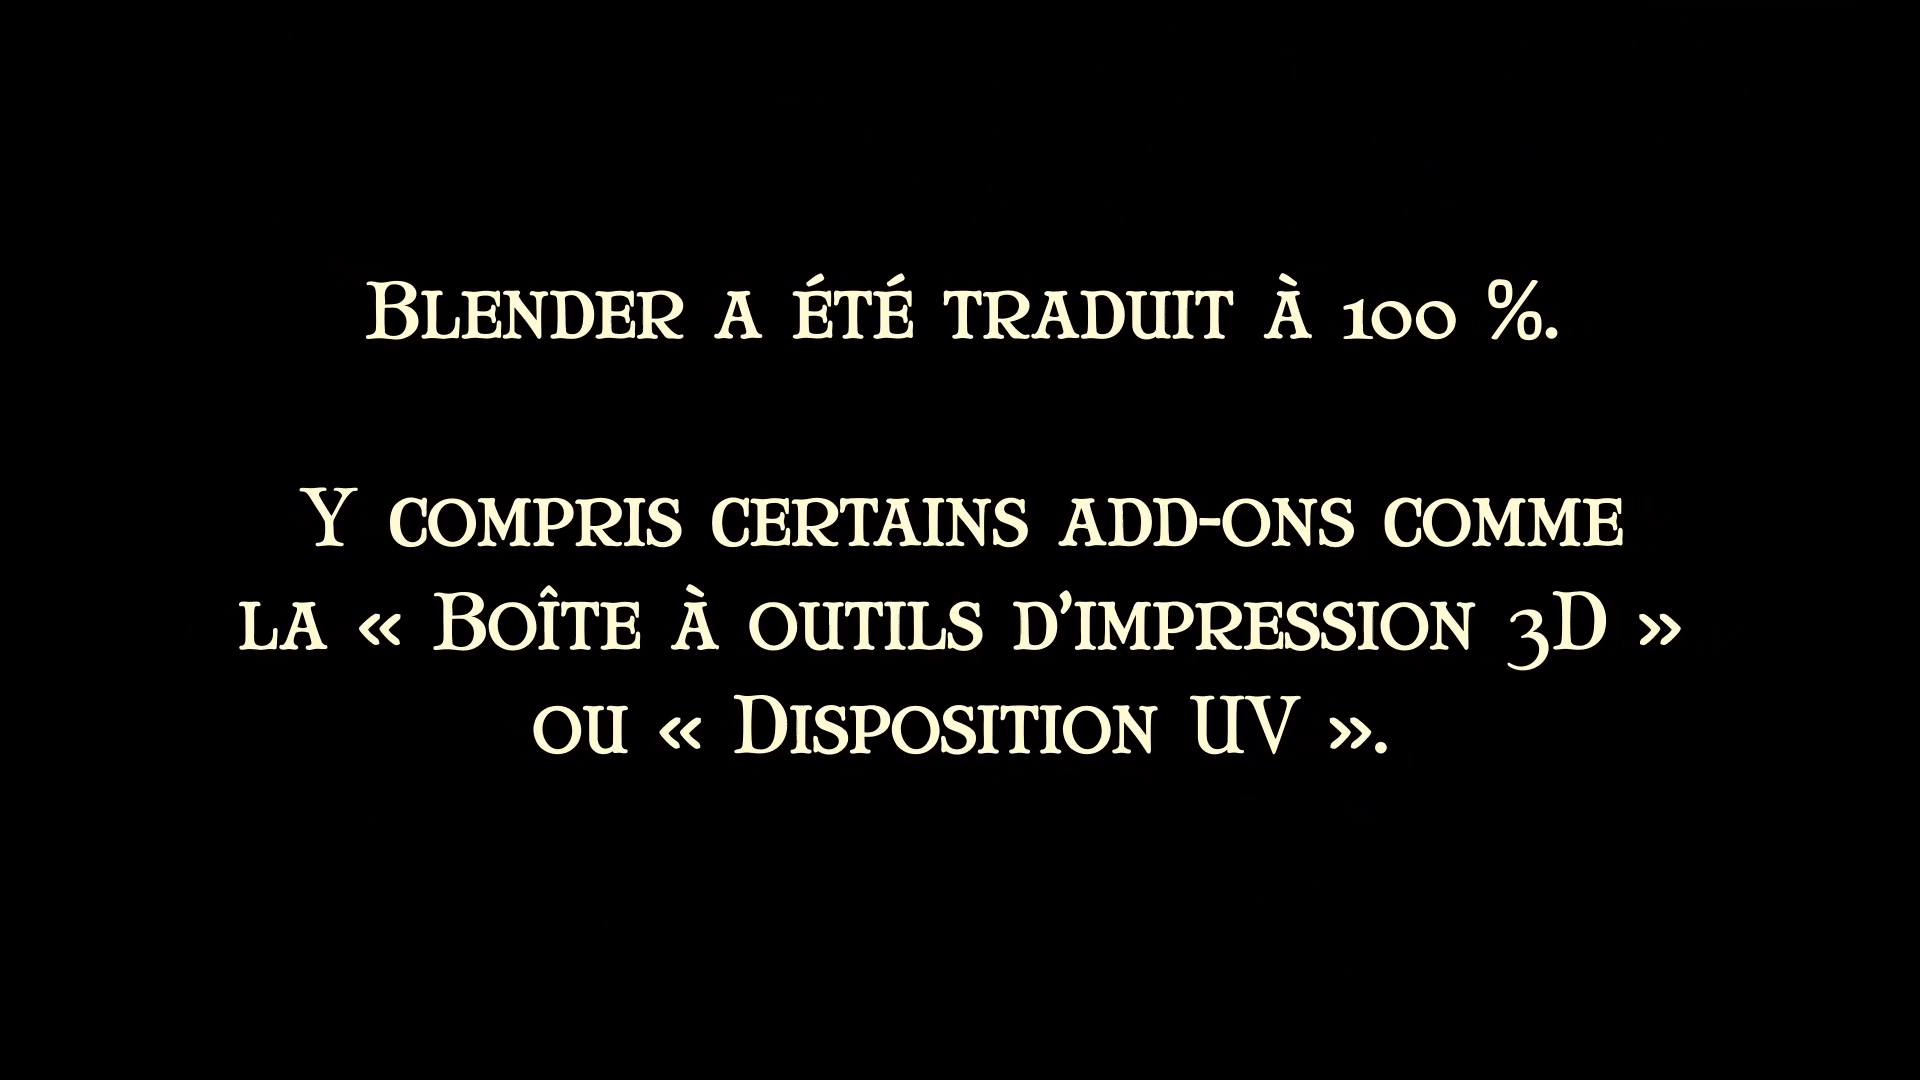 Blender a été traduit à 100 %.
Y compris certains add-ons comme
la « Boîte à outils d’impression 3D »
ou « Disposition UV ».